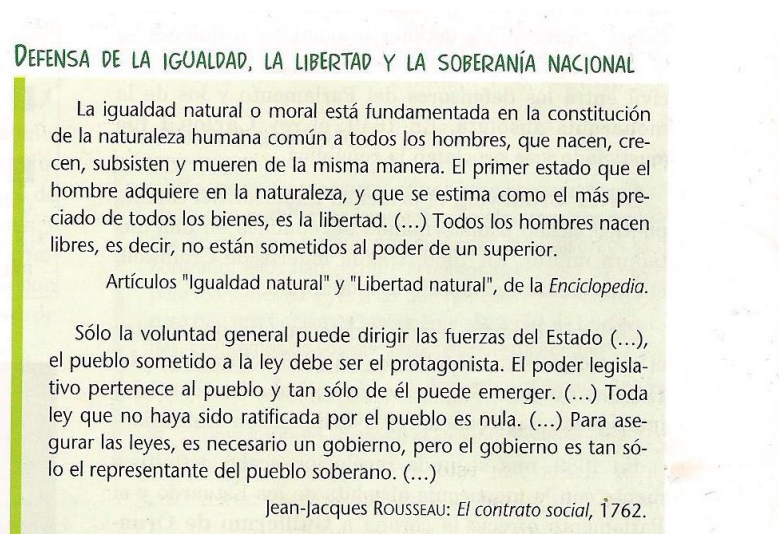 DEFENSA DE LA IGUALDAD, LA LIBERTAD Y LA SOBERANÍA NACIONAL
La igualdad natural o moral está fundamentada en la constitución
de la naturaleza humana común a todos los hombres, que nacen, cre-
cen, subsisten y mueren de la misma manera. El primer estado que el
hombre adquiere en la naturaleza, y que se estima como el más pre-
ciado de todos los bienes, es la libertad. (...) Todos los hombres nacen
libres, es decir, no están sometidos al poder de un superior.
Artículos "Igualdad natural" y "Libertad natural", de la Enciclopedia.
Sólo la voluntad general puede dirigir las fuerzas del Estado (...),
el pueblo sometido a la ley debe ser el protagonista. El poder legisla-
tivo pertenece al pueblo y tan sólo de él puede emerger. (...) Toda
ley que no haya sido ratificada por el pueblo es nula. (...) Para ase-
gurar las leyes, es necesario un gobierno, pero el gobierno es tan só-
lo el representante del pueblo soberano. (...)
Jean-Jacques ROUSSEAU: El contrato social, 1762.